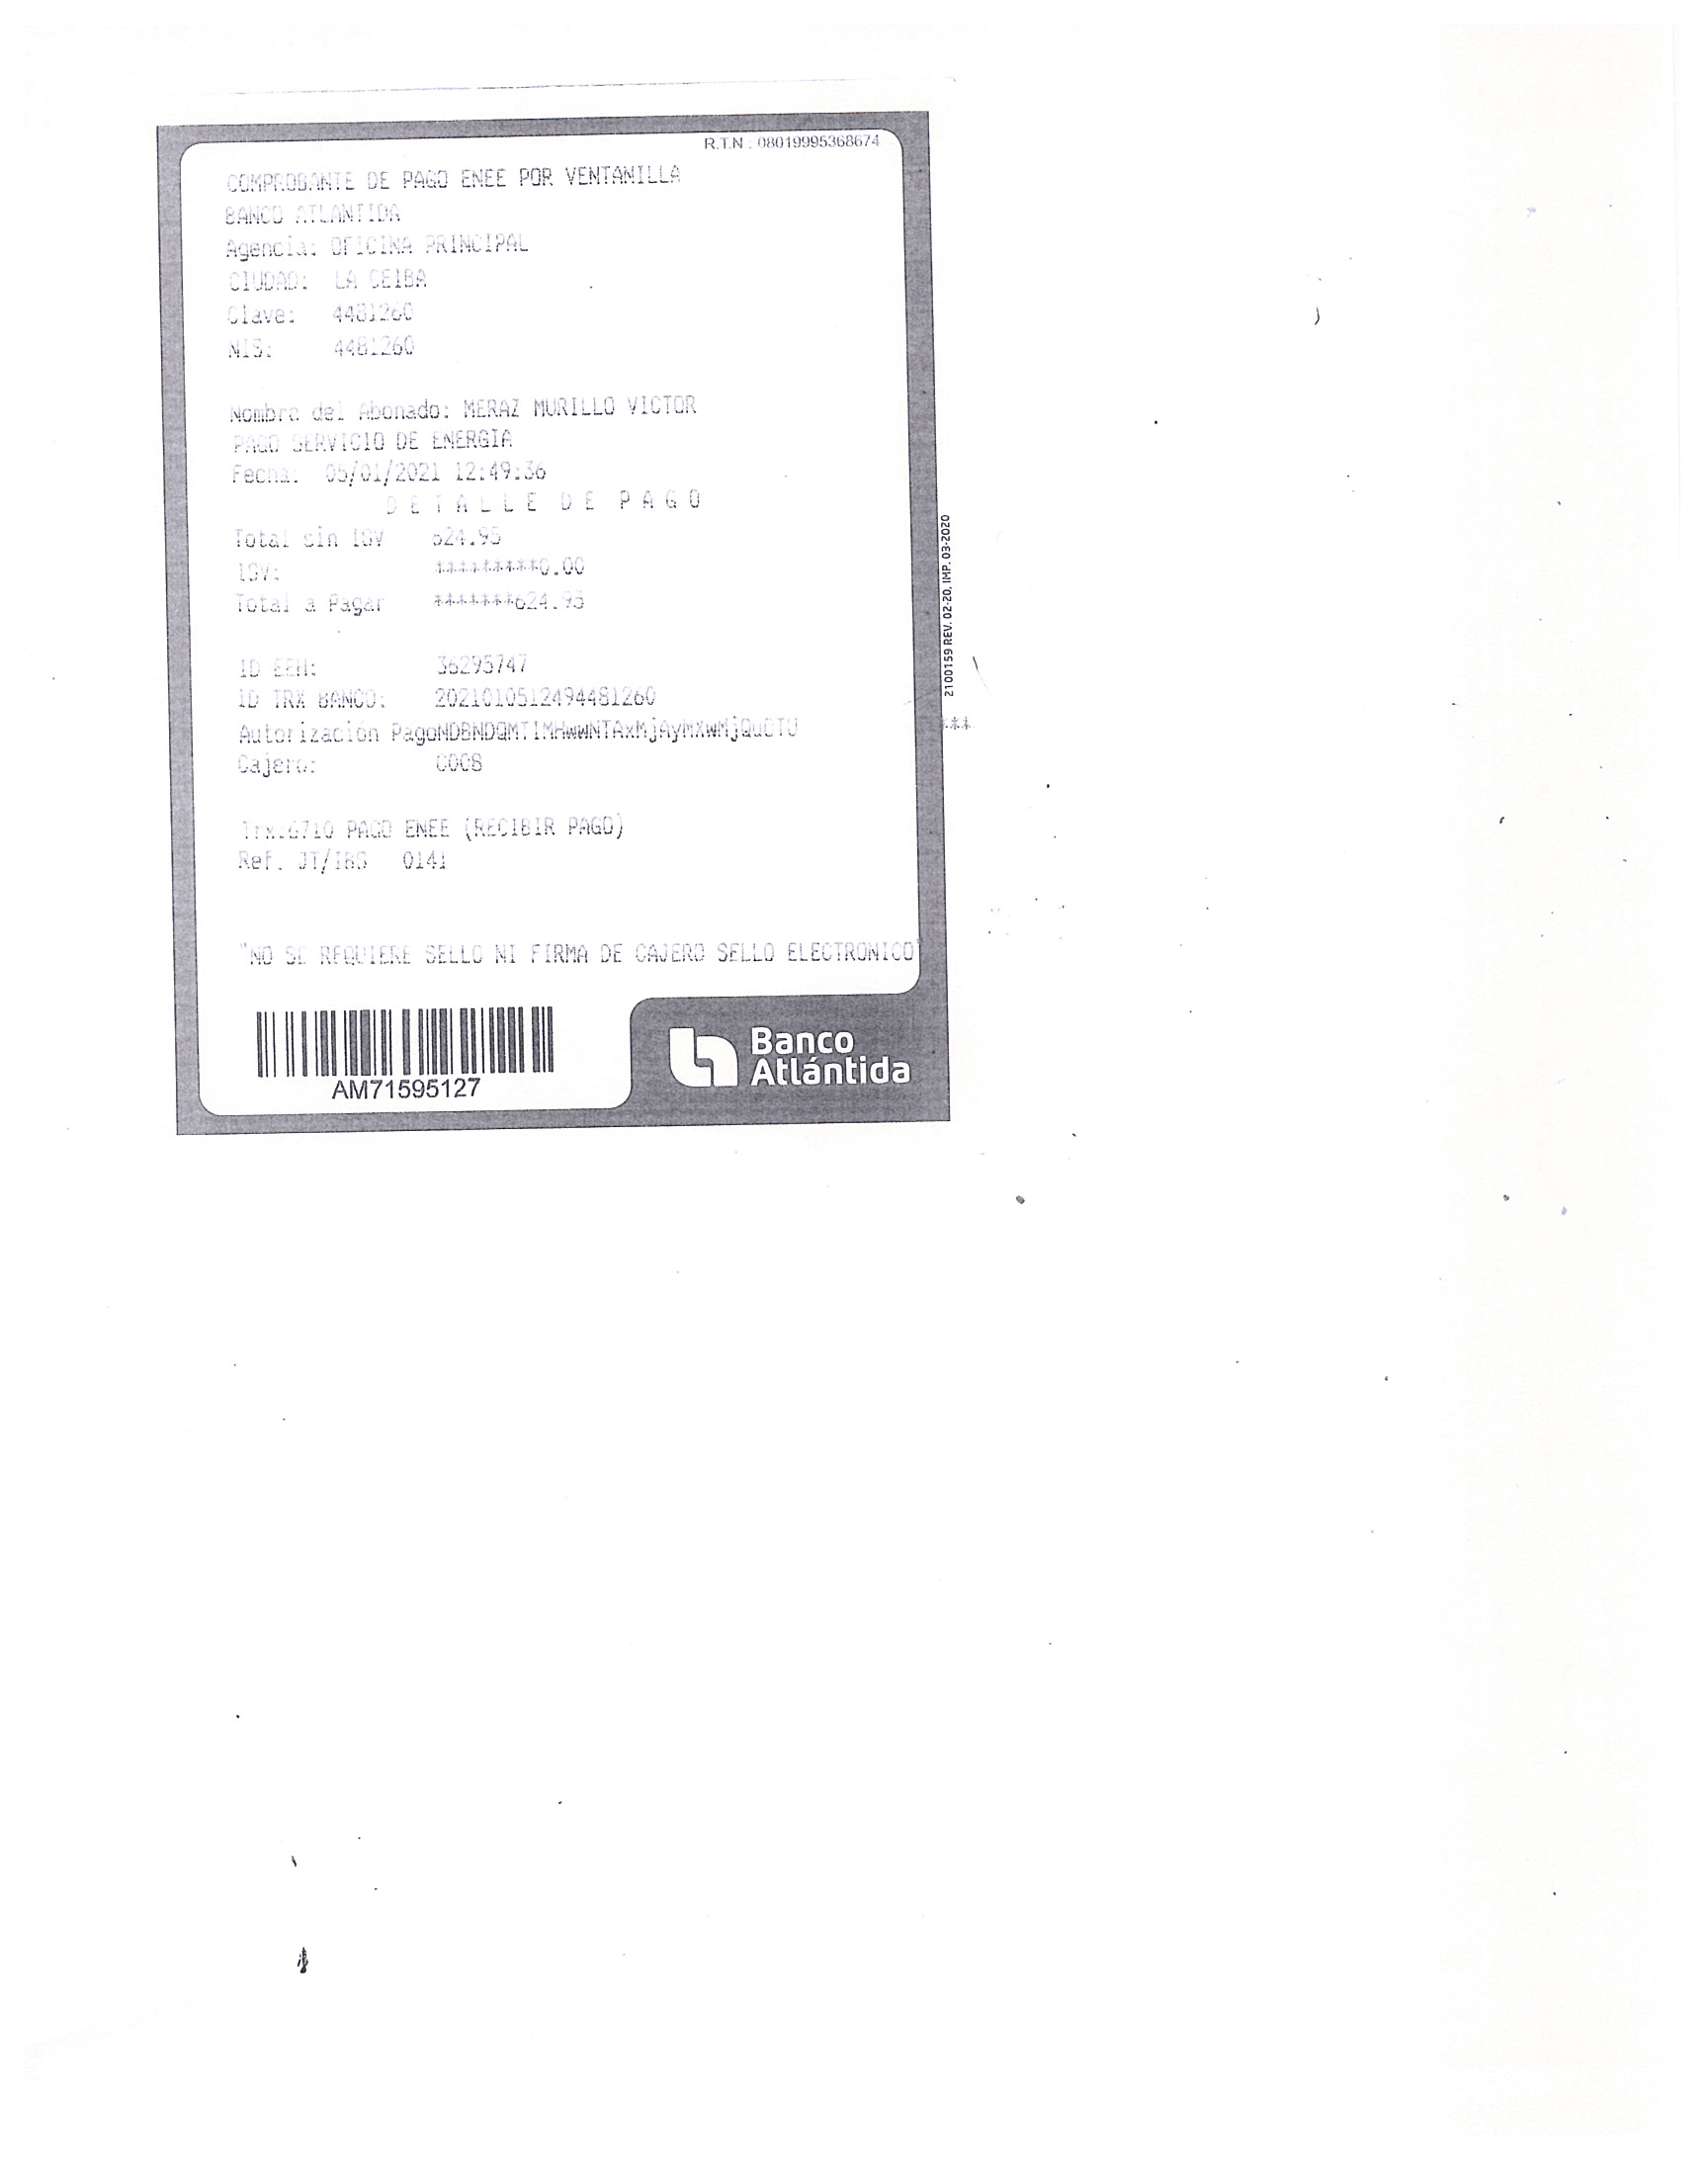 R.T.N : 08019995368674
COMPROBANTE DE PAGO ENEE POR VENTANILLA
BANCO ATLANTIDA
Agencia: OFICINA PRINCIPAL
CIUDAD: LA CEIBA
Clave: 4481260
NIS: 4481260
Nombre del Abonado: MERAZ MURILLO VICTOR
PAGO SERVICIO DE ENERGIA
Fecha: 05/01/2021 12:49:36
DETALLE DE PAGO
Total sin ISV 624.95
ISV: *********0.00
Total a Pagar *******624.95
ID EEH: 36295747
ID TRX BANCO: 2021010512494481260
Autorización Pago
***
Cajero:
Trx.6710 PAGO ENEE (RECIBIR PAGO)
Ref. JT/IBS 0141
"NO SE REQUIERE SELLO NI FIRMA DE CAJERO SELLO ELECTRONICO"
AM71595127
Banco
Atlántida
2100159 REV. 02-20, IMP. 03-2020